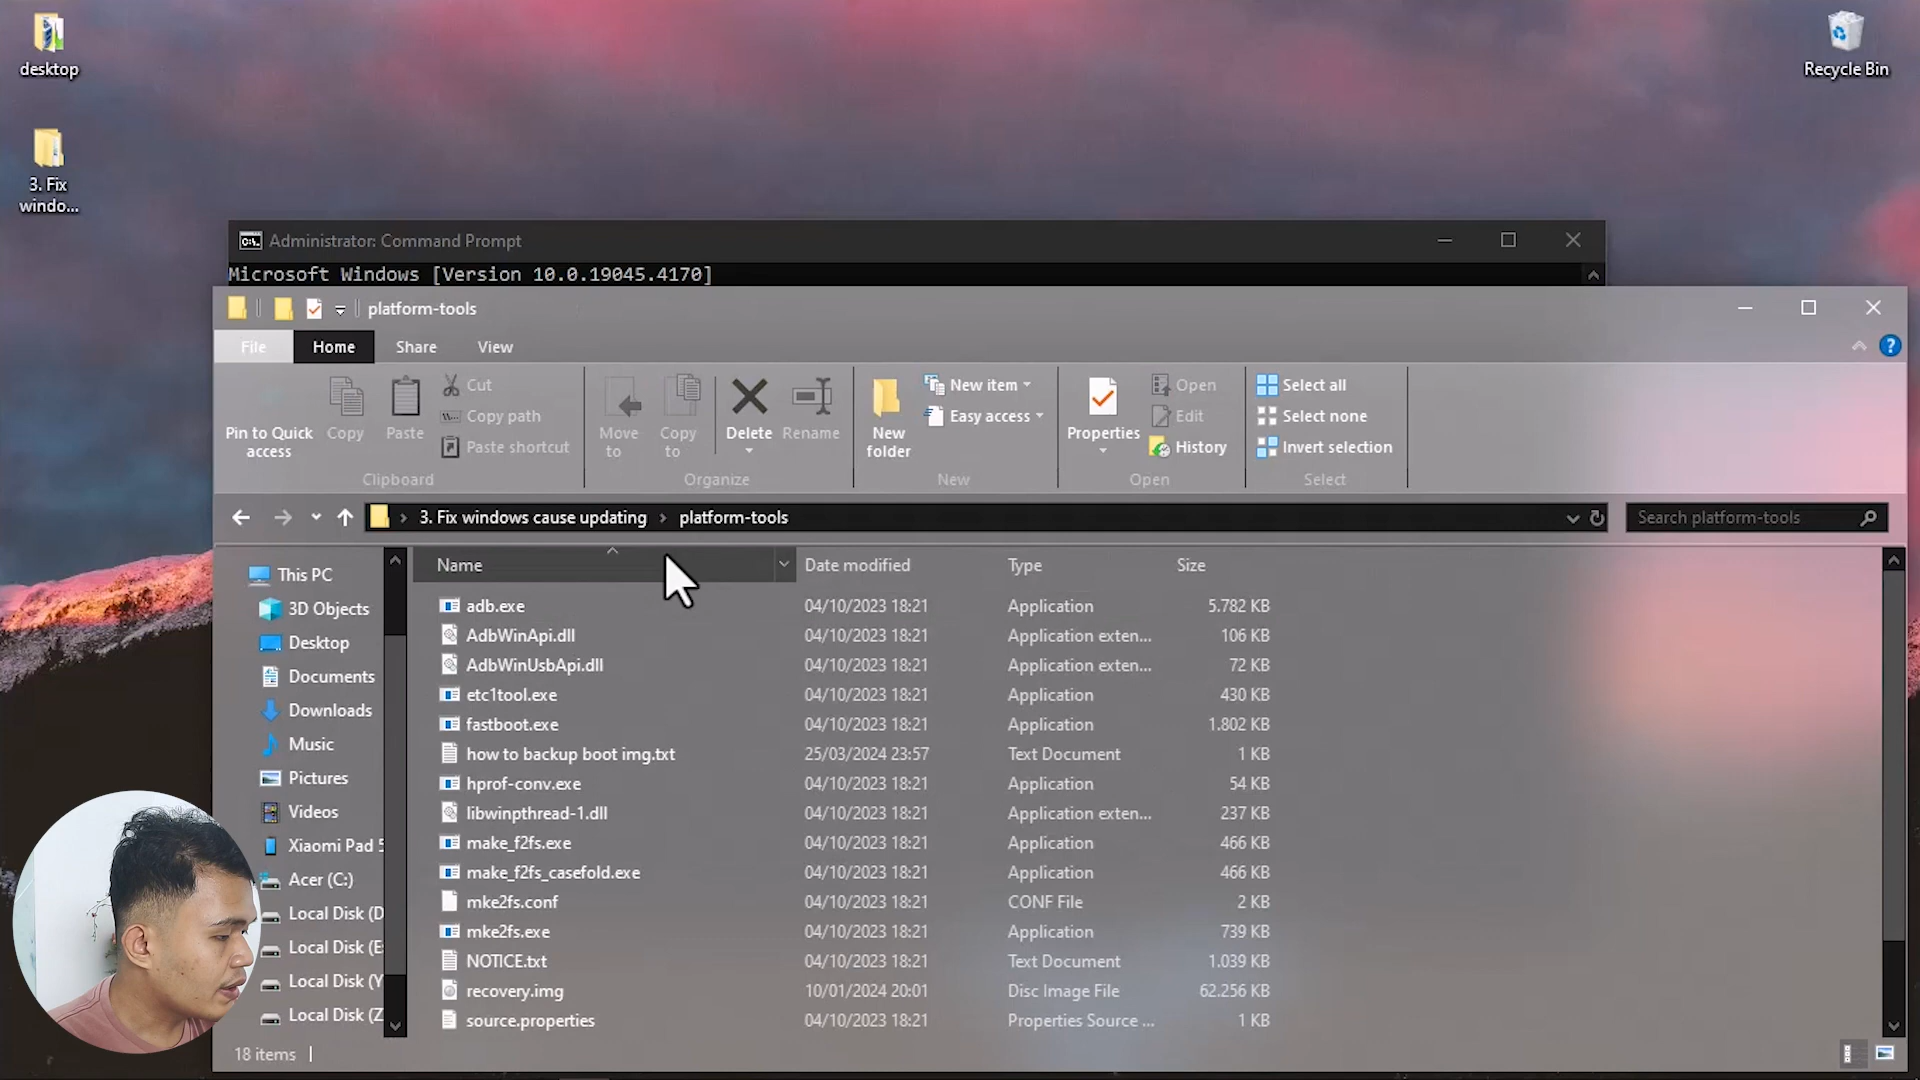 desktop
Recycle Bin
3. Fix
windo...
Administrator: Command Prompt
Microsoft Windows [Version 10.0.19045.4170]
platform-tools
File
Home
Share
View
Pin to Quick
access
Copy
Paste
Cut
Copy path
Paste shortcut
Clipboard
Move
to
Copy
to
Delete
Rename
Organize
New
folder
New item
Easy access
New
Properties
Open
Edit
History
Open
Select all
Select none
Invert selection
Select
3. Fix windows cause updating > platform-tools
Search platform-tools
Name Date modified Type Size
This PC
3D Objects
Desktop
Documents
Downloads
Music
Pictures
Videos
Xiaomi Pad 5
Acer (C:)
Local Disk (D
Local Disk (E:
Local Disk (Y
Local Disk (Z
adb.exe 04/10/2023 18:21 Application 5.782 KB
AdbWinApi.dll 04/10/2023 18:21 Application exten... 106 KB
AdbWinUsbApi.dll 04/10/2023 18:21 Application exten... 72 KB
etc1tool.exe 04/10/2023 18:21 Application 430 KB
fastboot.exe 04/10/2023 18:21 Application 1.802 KB
how to backup boot img.txt 25/03/2024 23:57 Text Document 1 KB
hprof-conv.exe 04/10/2023 18:21 Application 54 KB
libwinpthread-1.dll 04/10/2023 18:21 Application exten... 237 KB
make_f2fs.exe 04/10/2023 18:21 Application 466 KB
make_f2fs_casefold.exe 04/10/2023 18:21 Application 466 KB
mke2fs.conf 04/10/2023 18:21 CONF File 2 KB
mke2fs.exe 04/10/2023 18:21 Application 739 KB
NOTICE.txt 04/10/2023 18:21 Text Document 1.039 KB
recovery.img 10/01/2024 20:01 Disc Image File 62.256 KB
source.properties 04/10/2023 18:21 Properties Source ... 1 KB
18 items